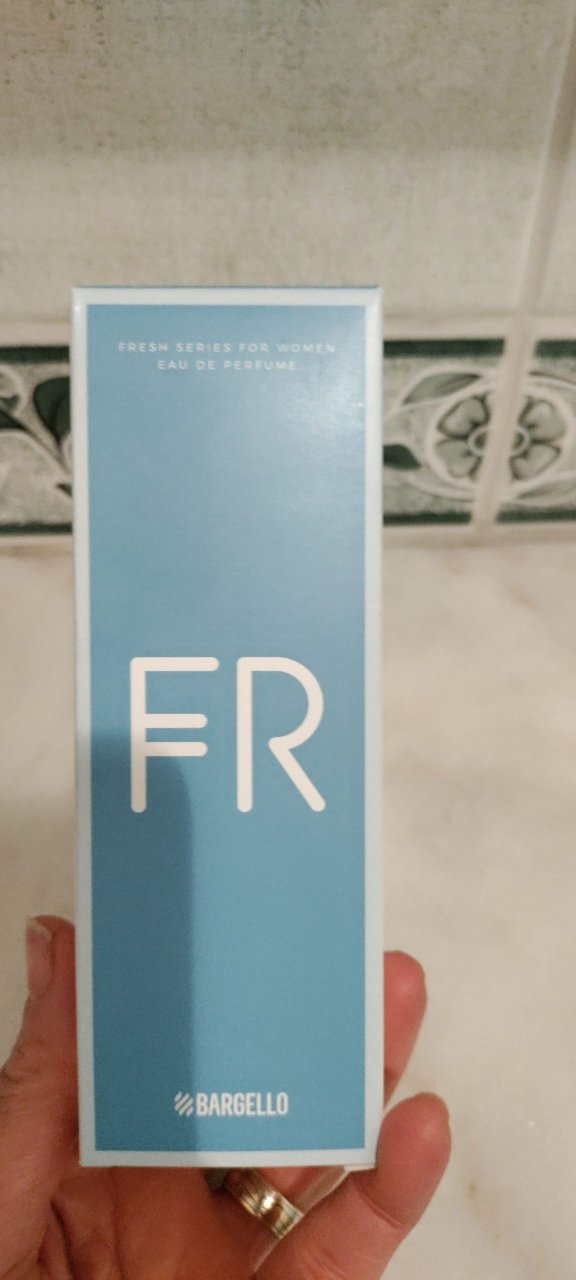 FRESH SERIES FOR WOMEN
EAU DE PERFUME
FR
BARGELLO